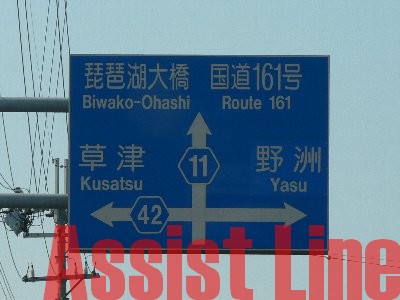 琵琶湖大橋 国道161号
Biwako-Ohashi Route 161
11
草津 野洲
Kusatsu Yasu
42
Assist Line